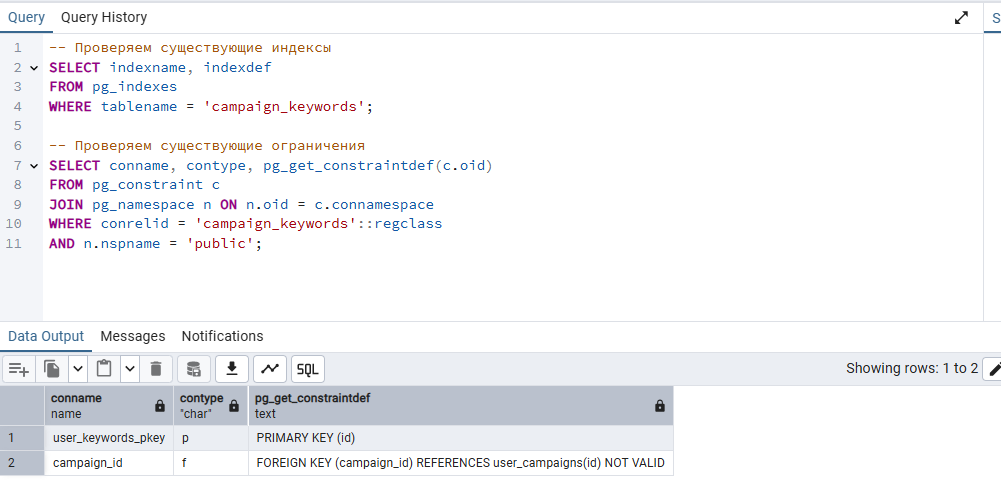 Query Query History
S
1 -- Проверяем существующие индексы
2 SELECT indexname, indexdef
3 FROM pg_indexes
4 WHERE tablename = 'campaign_keywords';
5
6 -- Проверяем существующие ограничения
7 SELECT conname, contype, pg_get_constraintdef(c.oid)
8 FROM pg_constraint c
9 JOIN pg_namespace n ON n.oid = c.connamespace
10 WHERE conrelid = 'campaign_keywords'::regclass
11 AND n.nspname = 'public';
Data Output Messages Notifications
SQL Showing rows: 1 to 2
conname contype pg_get_constraintdef
name "char" text
1 user_keywords_pkey p PRIMARY KEY (id)
2 campaign_id f FOREIGN KEY (campaign_id) REFERENCES user_campaigns(id) NOT VALID